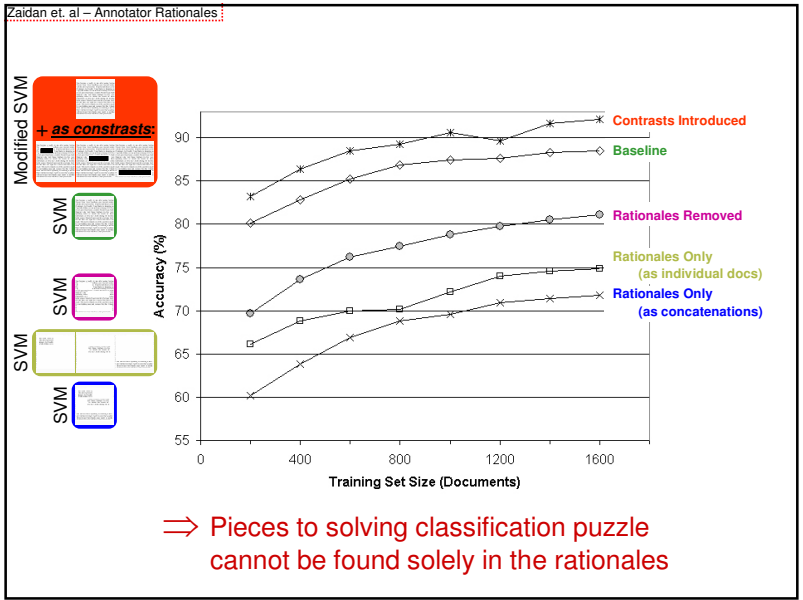 Zaidan et. al – Annotator Rationales
Modified SVM
+ as constrasts:
SVM
SVM
SVM
SVM
Accuracy (%)
90
85
80
75
70
65
60
55
0
400
800
1200
1600
Training Set Size (Documents)
Contrasts Introduced
Baseline
Rationales Removed
Rationales Only
(as individual docs)
Rationales Only
(as concatenations)
⇒ Pieces to solving classification puzzle
cannot be found solely in the rationales